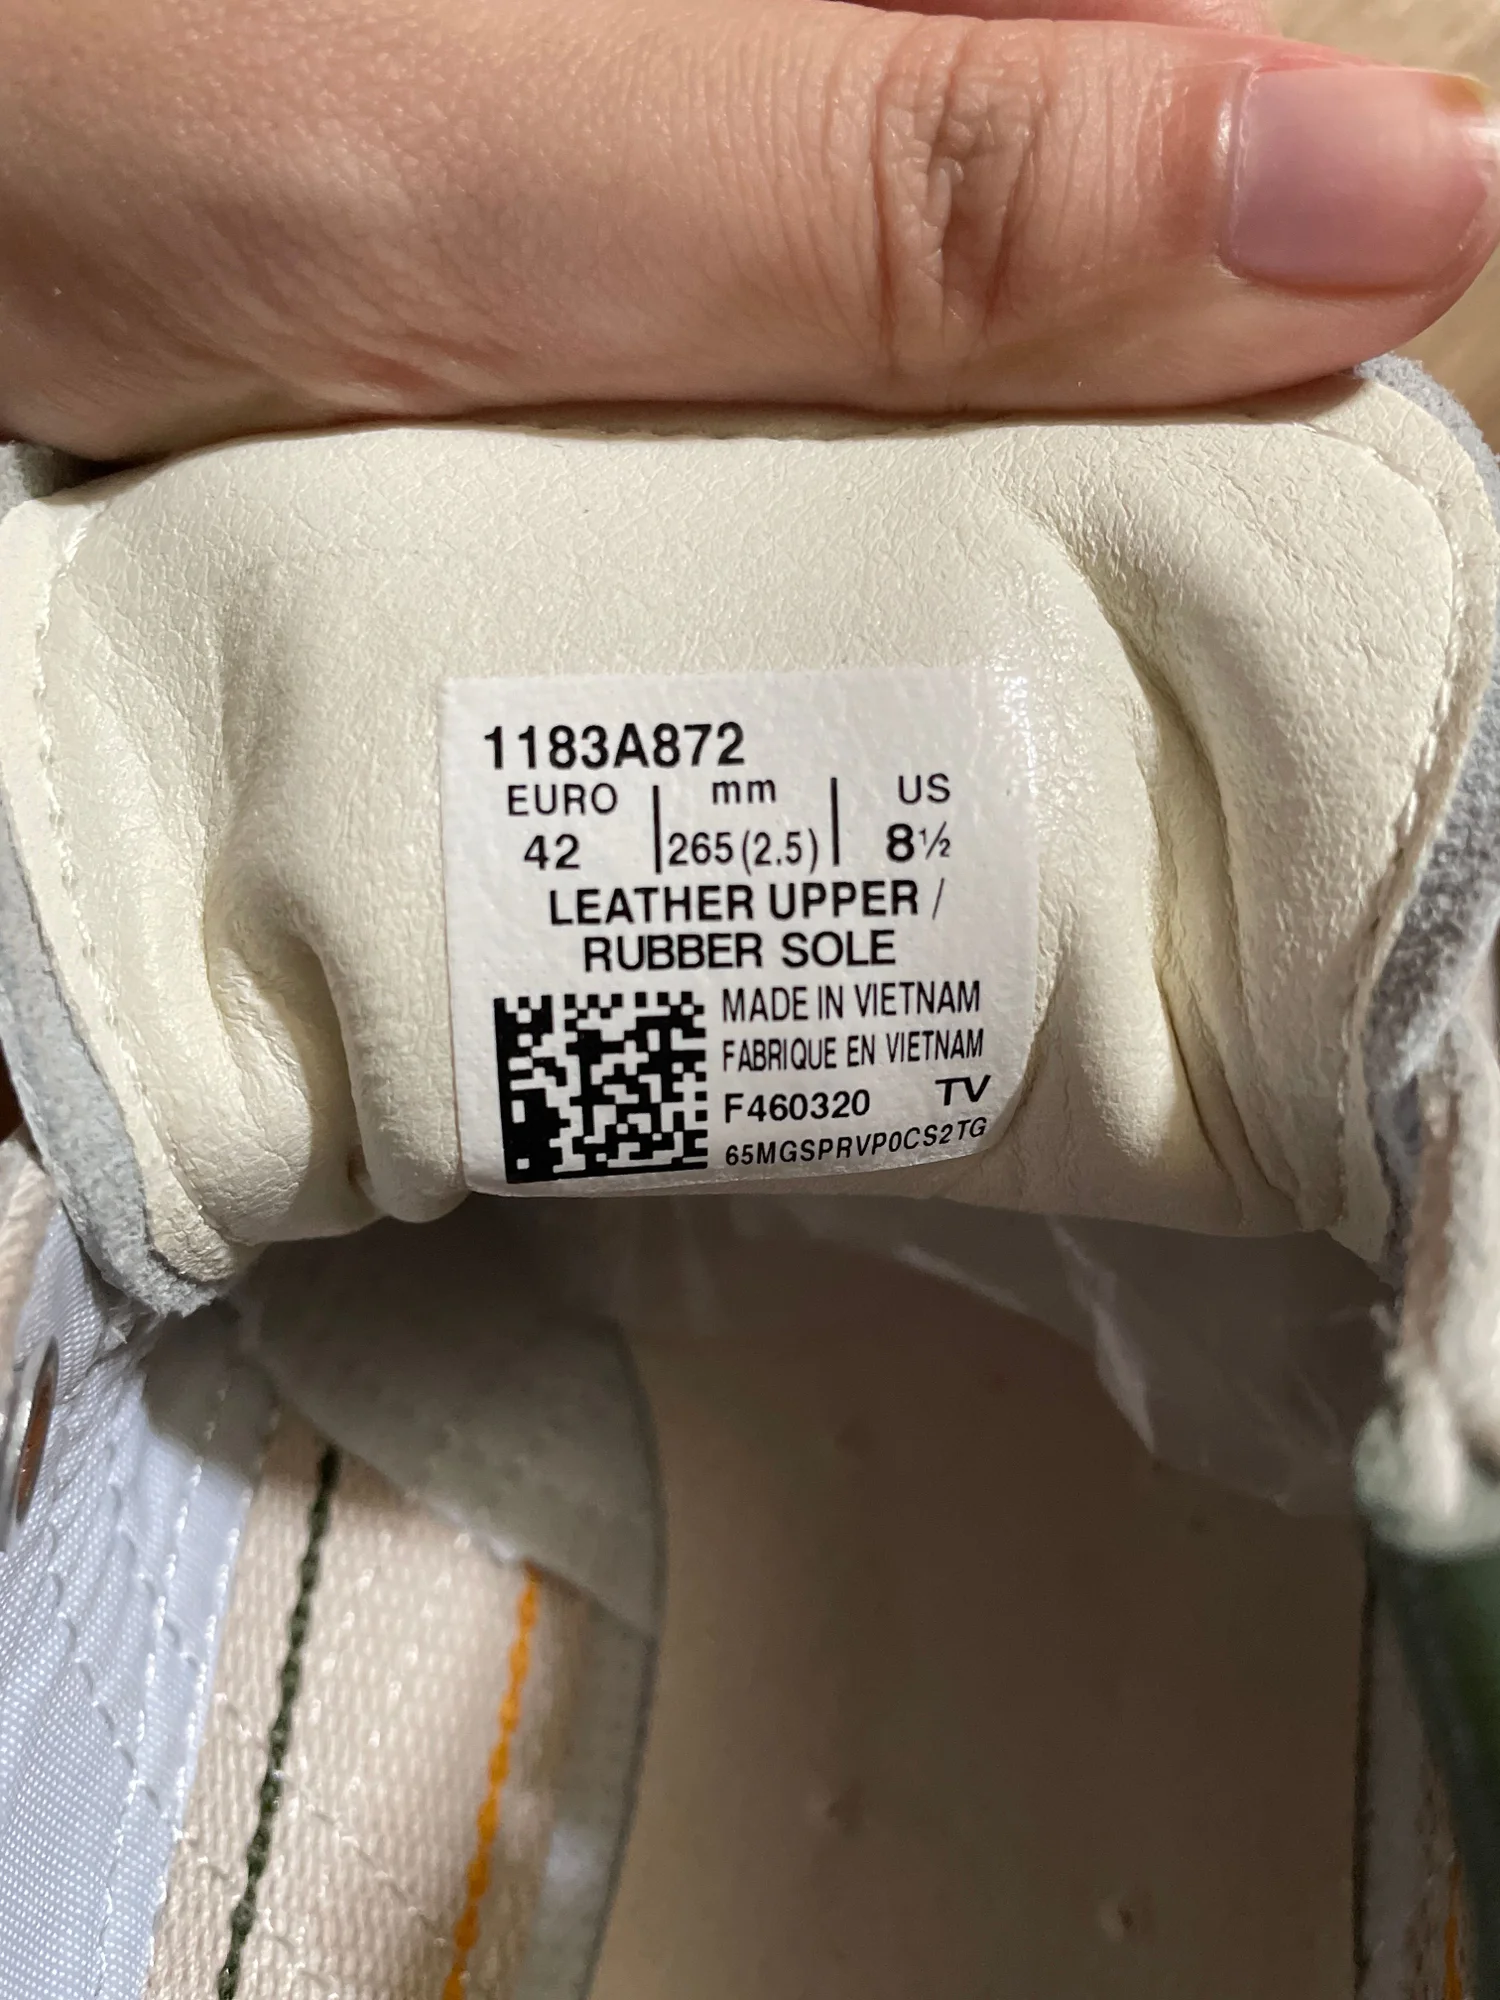 1183A872
EURO | mm | US
42 | 265(2.5) | 8½
LEATHER UPPER /
RUBBER SOLE
MADE IN VIETNAM
FABRIQUE EN VIETNAM
F460320 TV
65MGSPRVP0CS2TG